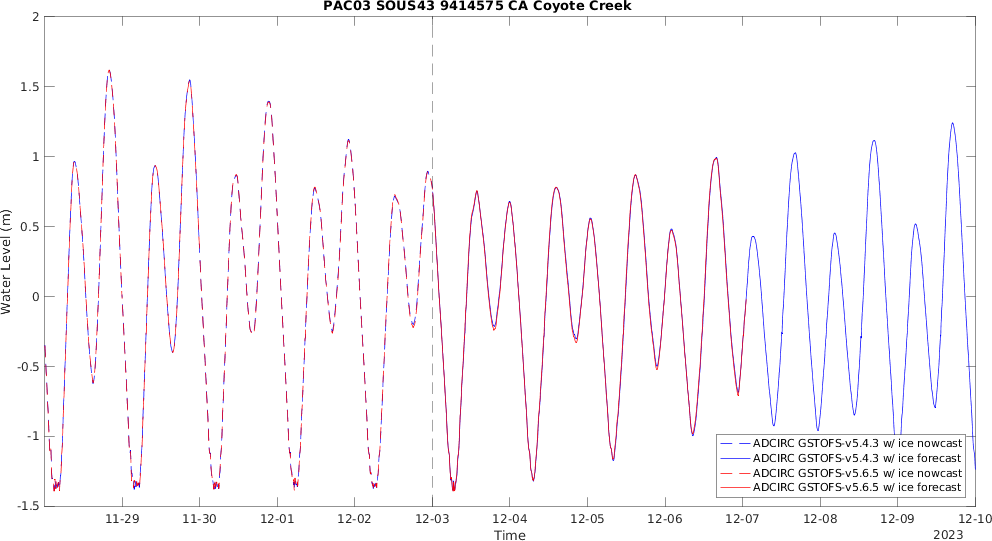 PAC03 SOUS43 9414575 CA Coyote Creek
2
1.5
1
0.5
0
-0.5
-1
-1.5
Water Level (m)
ADCIRC GSTOFS-v5.4.3 w/ ice nowcast
ADCIRC GSTOFS-v5.4.3 w/ ice forecast
ADCIRC GSTOFS-v5.6.5 w/ ice nowcast
ADCIRC GSTOFS-v5.6.5 w/ ice forecast
11-29 11-30 12-01 12-02 12-03 12-04 12-05 12-06 12-07 12-08 12-09 12-10
Time
2023